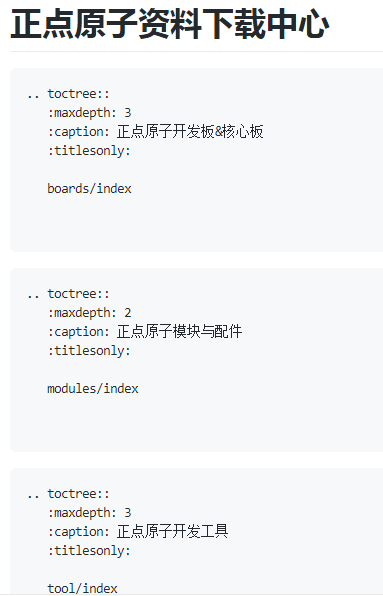 正点原子资料下载中心
.. toctree::
:maxdepth: 3
:caption: 正点原子开发板&核心板
:titlesonly:
boards/index
.. toctree::
:maxdepth: 2
:caption: 正点原子模块与配件
:titlesonly:
modules/index
.. toctree::
:maxdepth: 3
:caption: 正点原子开发工具
:titlesonly:
tool/index